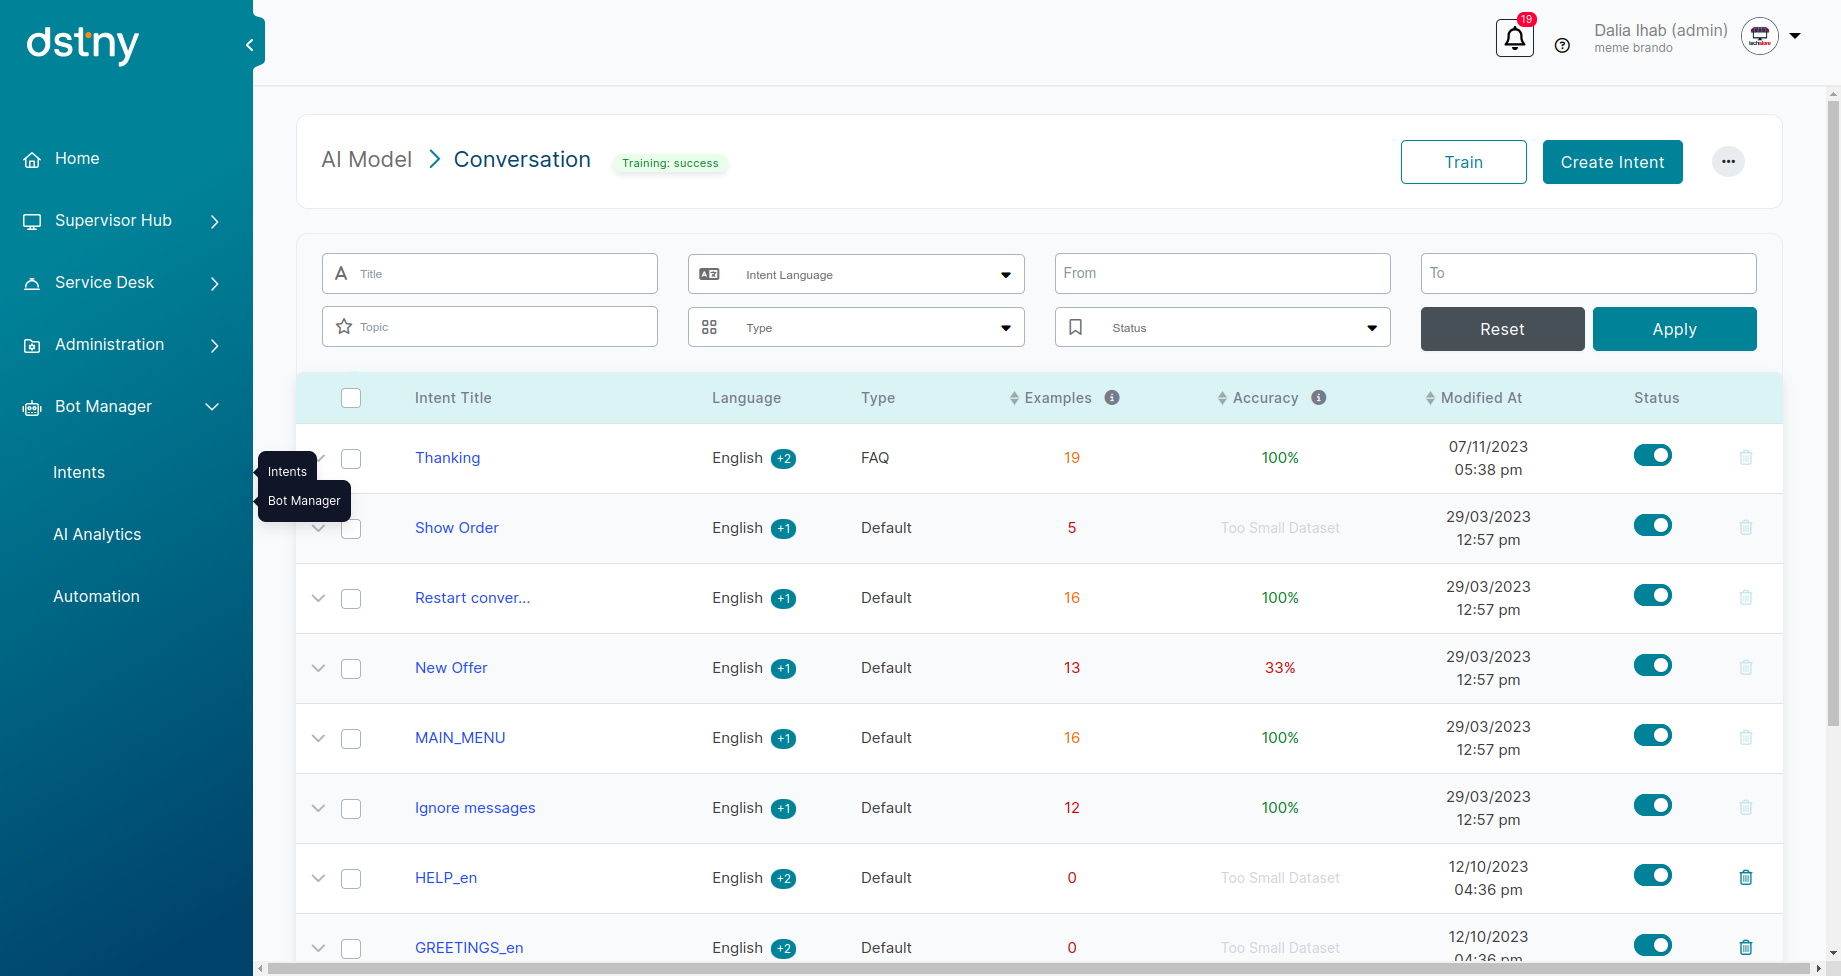 dstny
19
Dalia Ihab (admin)
meme brando
Home
Supervisor Hub
Service Desk
Administration
Bot Manager
Intents
AI Analytics
Automation
Intents
Bot Manager
AI Model > Conversation Training: success
Train Create Intent ...
Title Intent Language From To
Topic Type Status Reset Apply
Intent Title Language Type Examples Accuracy Modified At Status
Thanking English +2 FAQ 19 100% 07/11/2023
05:38 pm
Show Order English +1 Default 5 Too Small Dataset 29/03/2023
12:57 pm
Restart conver... English +1 Default 16 100% 29/03/2023
12:57 pm
New Offer English +1 Default 13 33% 29/03/2023
12:57 pm
MAIN_MENU English +1 Default 16 100% 29/03/2023
12:57 pm
Ignore messages English +1 Default 12 100% 29/03/2023
12:57 pm
HELP_en English +2 Default 0 Too Small Dataset 12/10/2023
04:36 pm
GREETINGS_en English +2 Default 0 Too Small Dataset 12/10/2023
04:36 pm